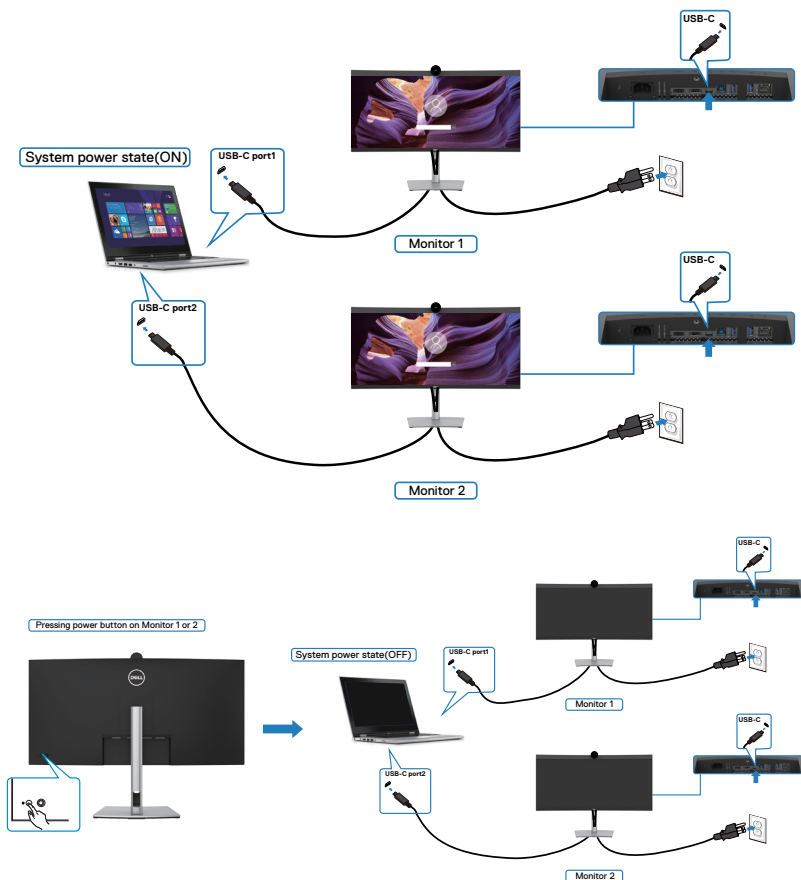 USB-C
System power state(ON)
USB-C port1
Monitor 1
USB-C
USB-C port2
Monitor 2
Pressing power button on Monitor 1 or 2
DELL
System power state(OFF)
USB-C port1
USB-C
Monitor 1
USB-C port2
USB-C
Monitor 2